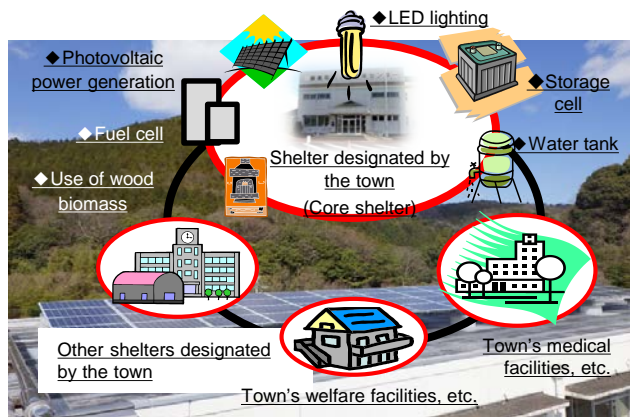 ◆LED lighting
◆Photovoltaic
power generation
◆Storage
cell
◆Fuel cell
◆Water tank
Shelter designated by
the town
(Core shelter)
◆Use of wood
biomass
Other shelters designated
by the town
Town's medical
facilities, etc.
Town's welfare facilities, etc.